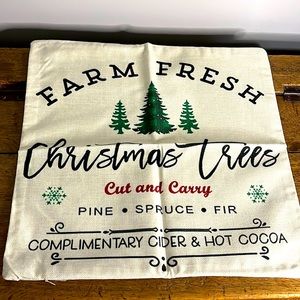 FARM FRESH
Christmas Trees
Cut and Carry
PINE • SPRUCE • FIR
COMPLIMENTARY CIDER & HOT COCOA